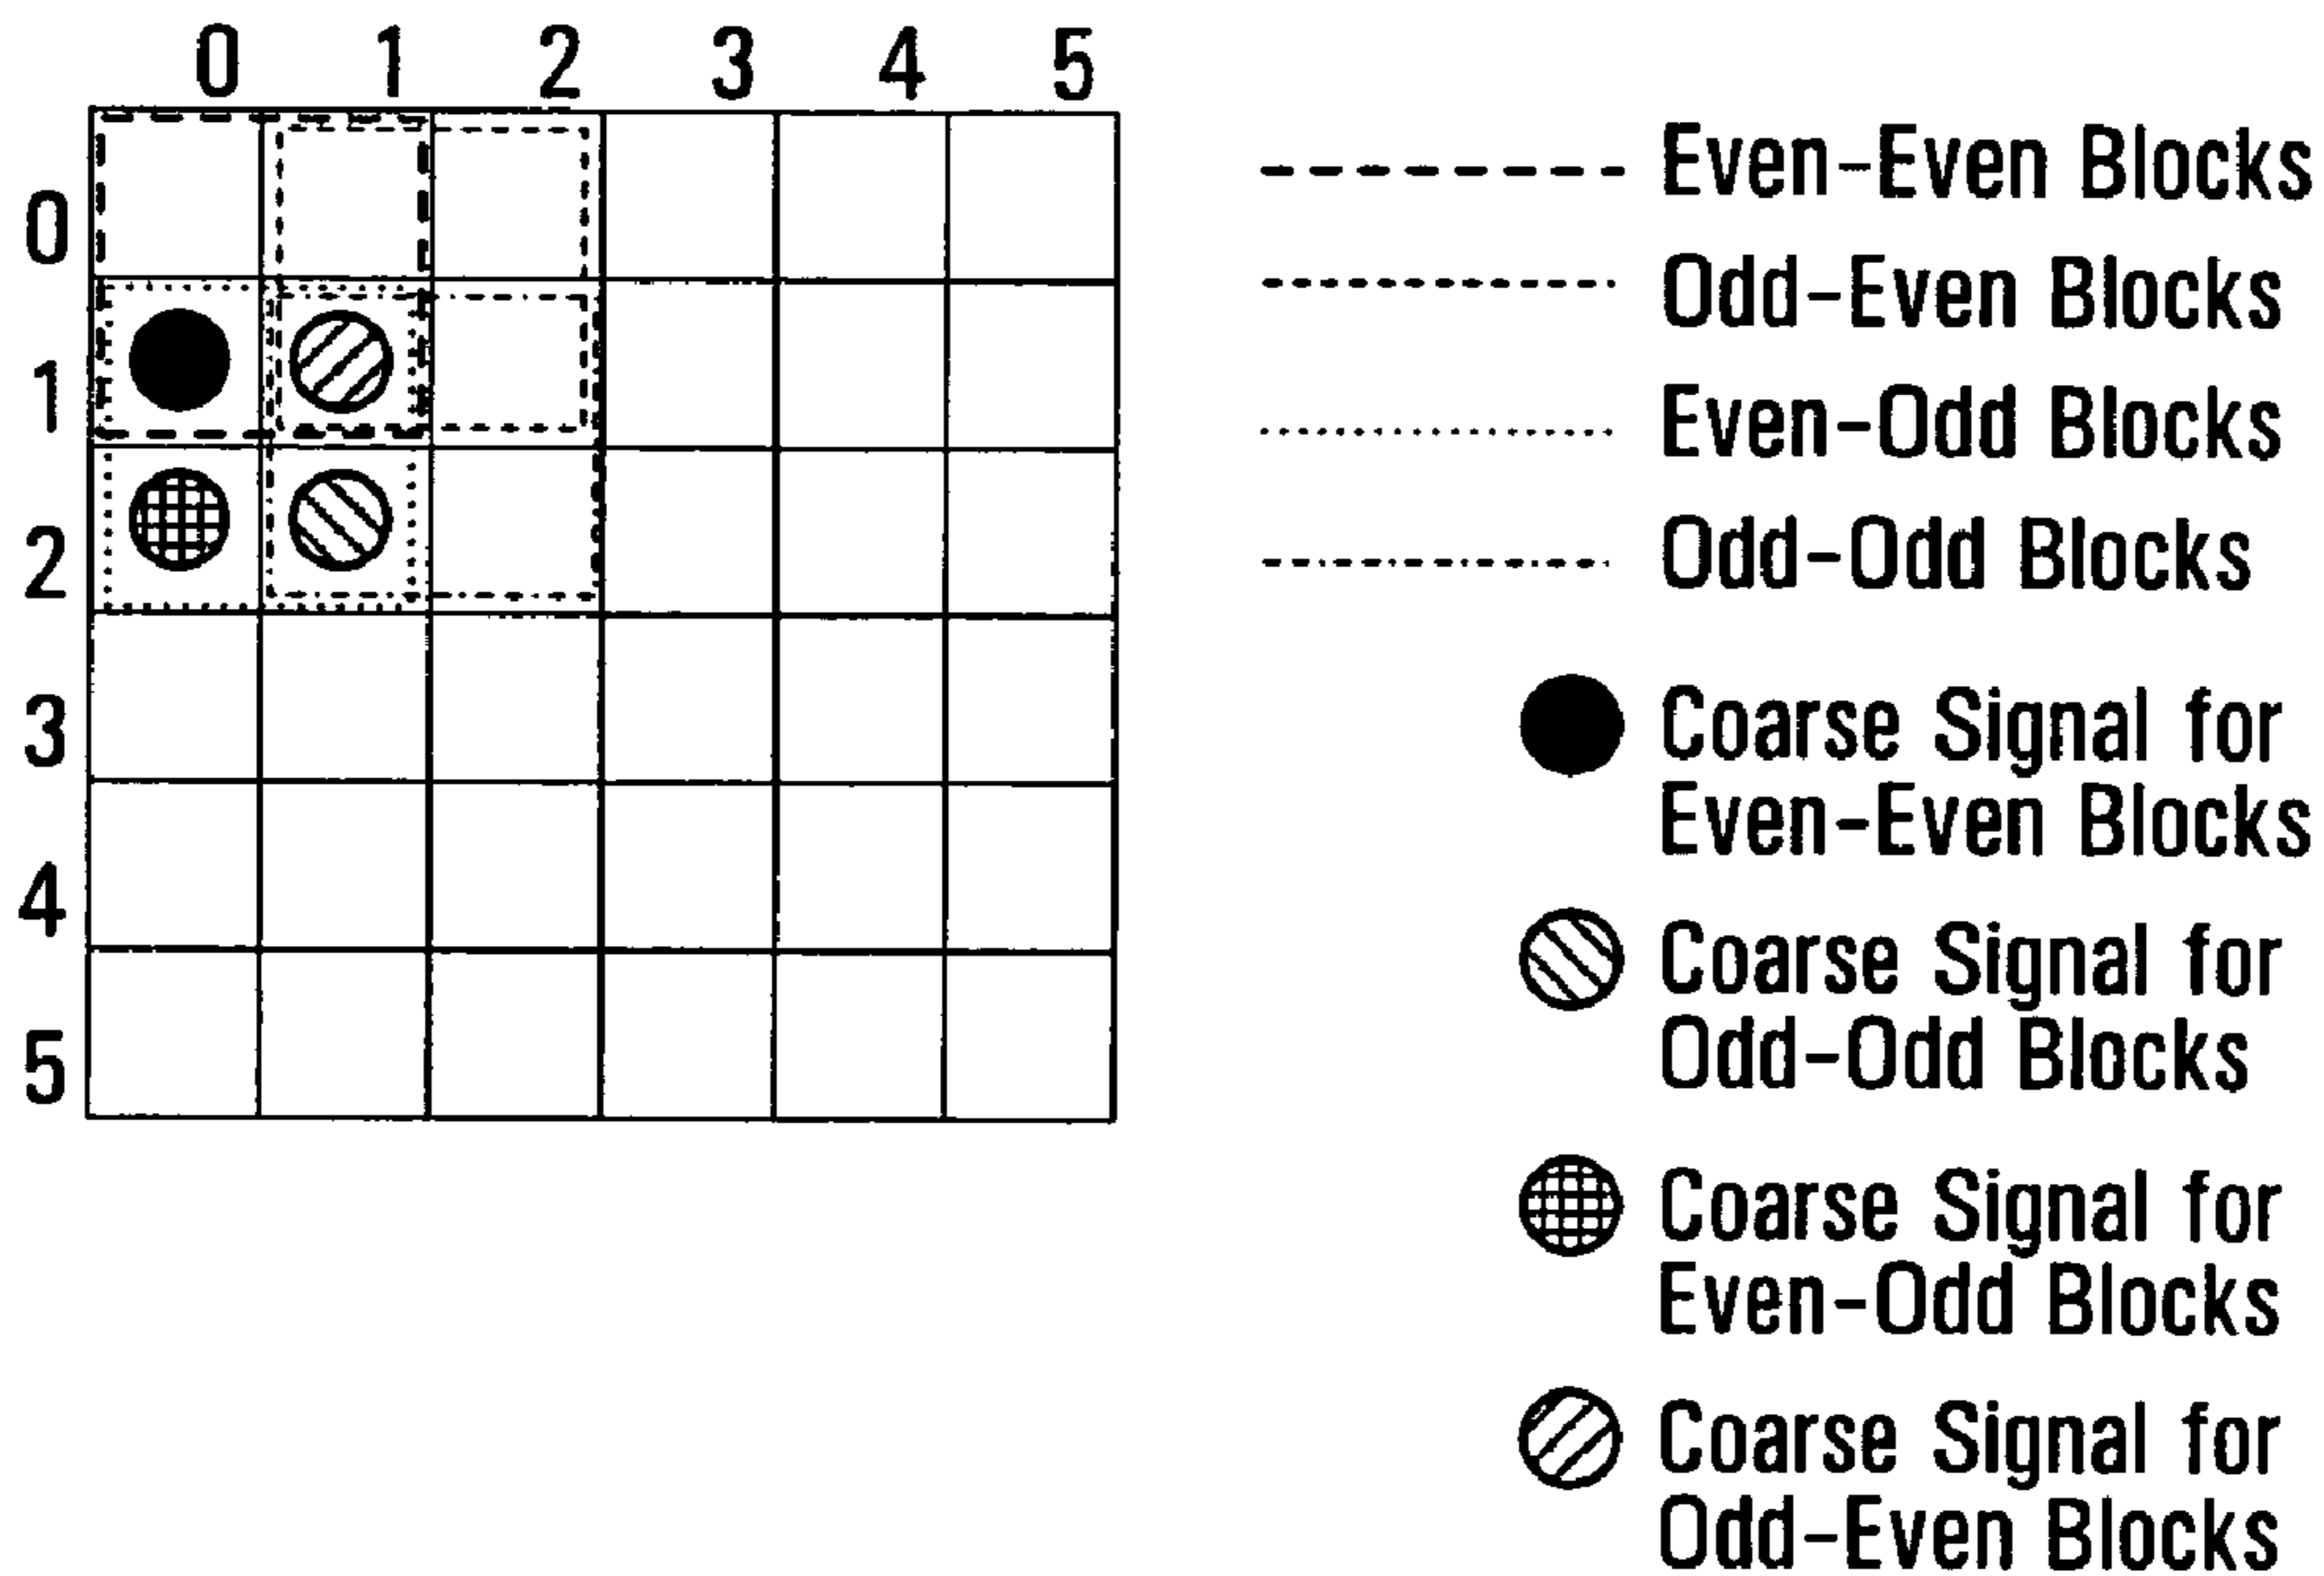 0 1 2 3 4 5
0
1
2
3
4
5
Even-Even Blocks
Odd-Even Blocks
Even-Odd Blocks
Odd-Odd Blocks
Coarse Signal for
Even-Even Blocks
Coarse Signal for
Odd-Odd Blocks
Coarse Signal for
Even-Odd Blocks
Coarse Signal for
Odd-Even Blocks